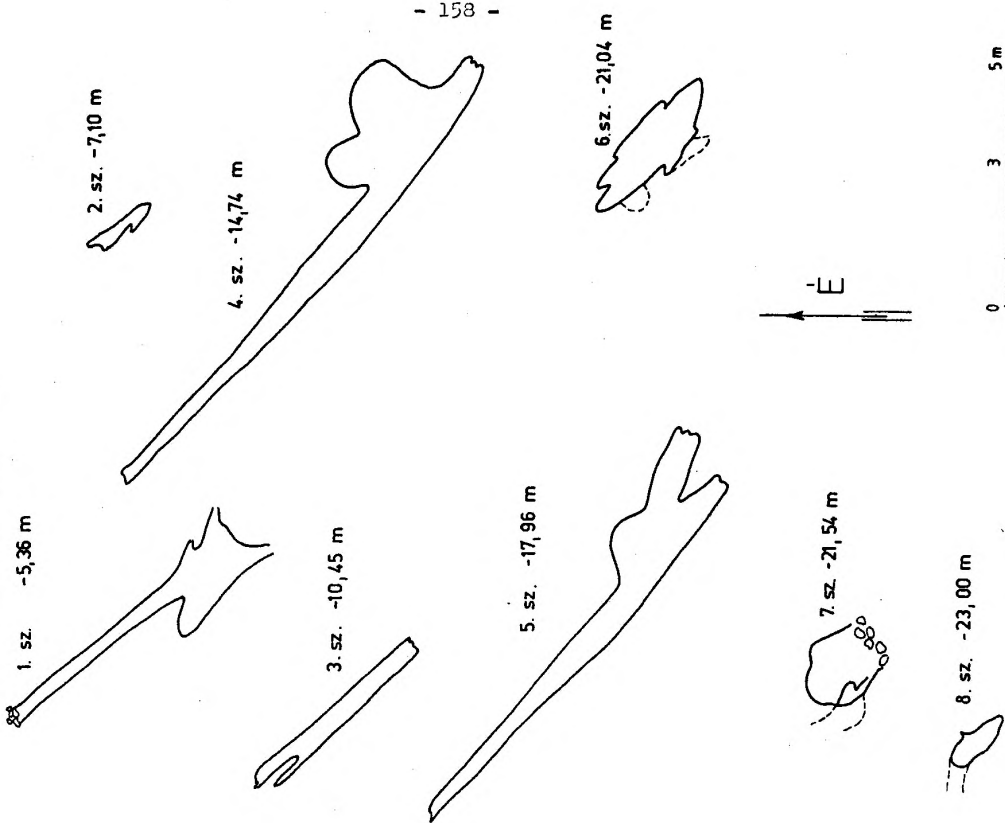 - 158 -
1. sz. -5,36 m
2. sz. -7,10 m
3. sz. -10,45 m
4. sz. -14,74 m
5. sz. -17,96 m
6.sz. -21,04 m
7. sz. -21,54 m
8. sz. -23,00 m
É
0 3 5m